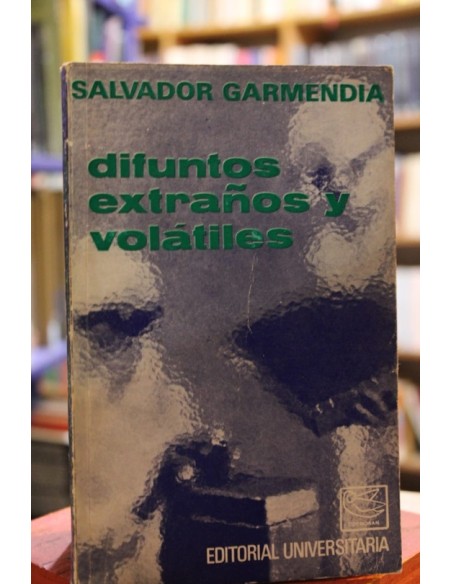 SALVADOR GARMENDIA
difuntos
extraños y
volátiles
EDITORIAL UNIVERSITARIA